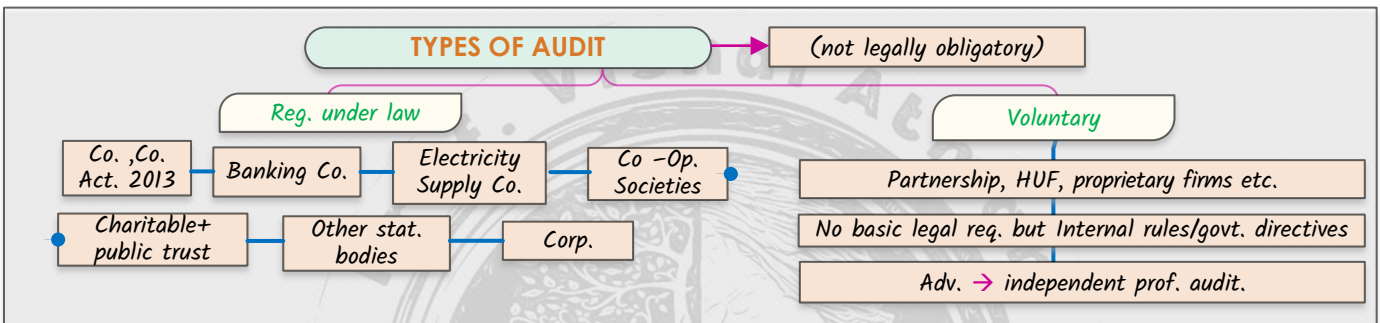 TYPES OF AUDIT
(not legally obligatory)
Reg. under law
Voluntary
Co. ,Co.
Act. 2013
Banking Co.
Electricity
Supply Co.
Co –Op.
Societies
Charitable+
public trust
Other stat.
bodies
Corp.
Partnership, HUF, proprietary firms etc.
No basic legal req. but Internal rules/govt. directives
Adv. → independent prof. audit.